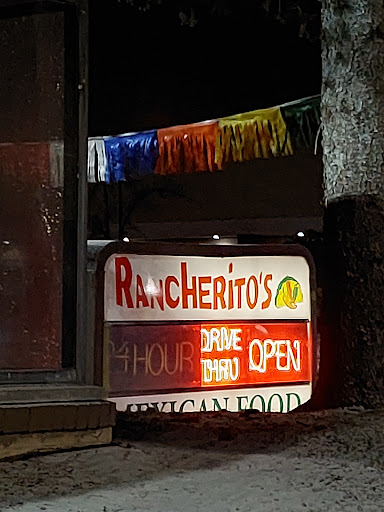 RANCHERITO'S
24 HOUR DRIVE THRU OPEN
MEXICAN FOOD